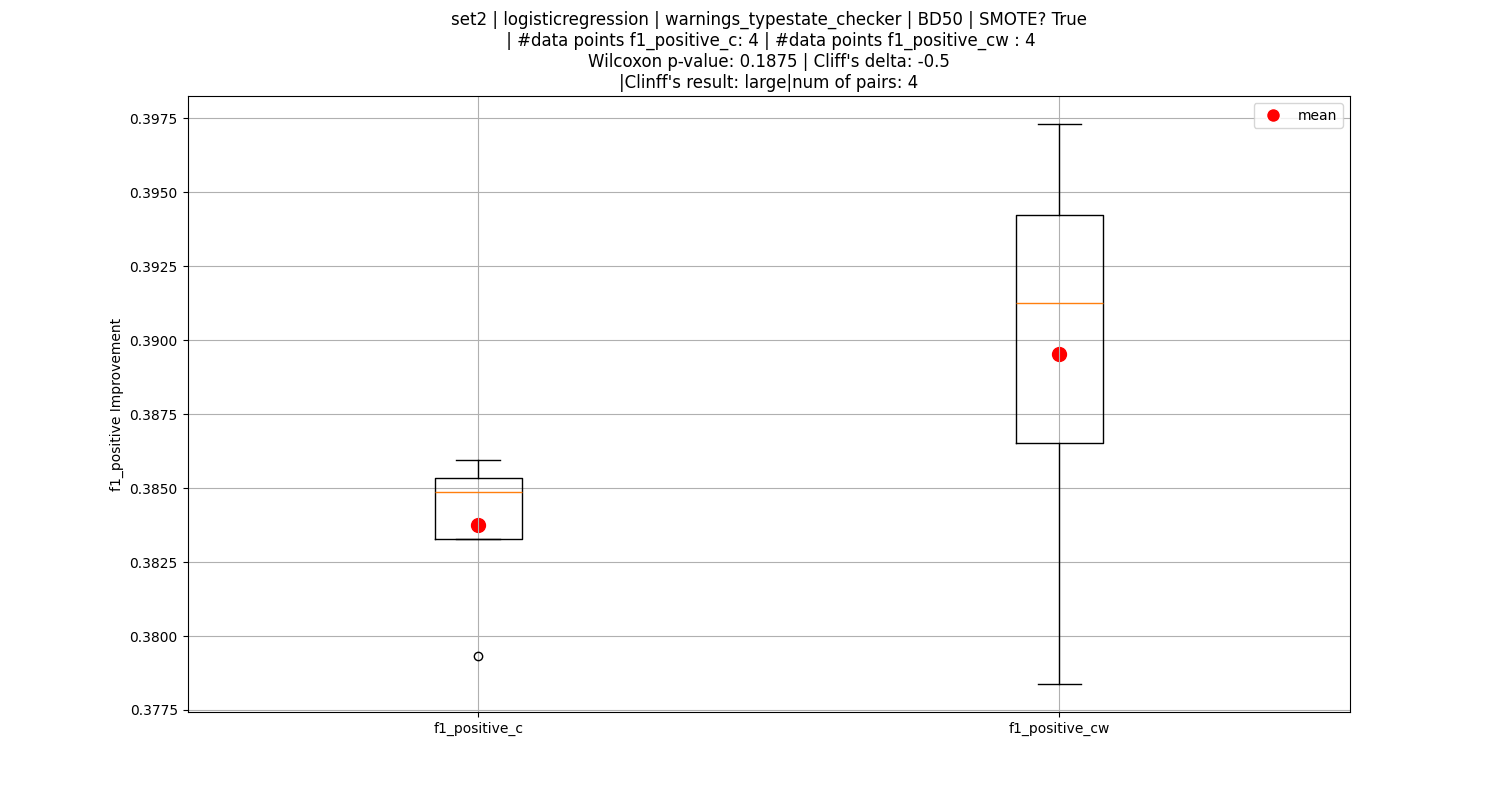 set2 | logisticregression | warnings_typestate_checker | BD50 | SMOTE? True
| #data points f1_positive_c: 4 | #data points f1_positive_cw : 4
Wilcoxon p-value: 0.1875 | Cliff's delta: -0.5
|Clinff's result: large|num of pairs: 4
mean
0.3975
0.3950
0.3925
0.3900
0.3875
0.3850
0.3825
0.3800
0.3775
f1_positive Improvement
f1_positive_c
f1_positive_cw